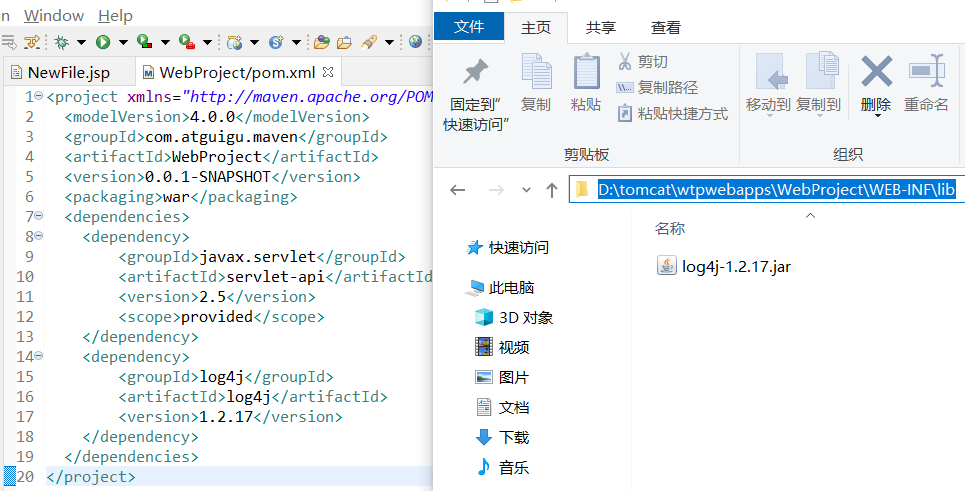 n Window Help
NewFile.jsp
WebProject/pom.xml
1 <project xmlns="http://maven.apache.org/POM
2 <modelVersion>4.0.0</modelVersion>
3 <groupId>com.atguigu.maven</groupId>
4 <artifactId>WebProject</artifactId>
5 <version>0.0.1-SNAPSHOT</version>
6 <packaging>war</packaging>
7 <dependencies>
8 <dependency>
9 <groupId>javax.servlet</groupId>
10 <artifactId>servlet-api</artifactId
11 <version>2.5</version>
12 <scope>provided</scope>
13 </dependency>
14 <dependency>
15 <groupId>log4j</groupId>
16 <artifactId>log4j</artifactId>
17 <version>1.2.17</version>
18 </dependency>
19 </dependencies>
20 </project>
文件 主页 共享 查看
固定到"
快速访问"
复制
粘贴
剪切
复制路径
粘贴快捷方式
剪贴板
移动到 复制到 删除 重命名
组织
D:\tomcat\wtpwebapps\WebProject\WEB-INF\lib
快速访问
此电脑
3D 对象
视频
图片
文档
下载
音乐
名称
log4j-1.2.17.jar